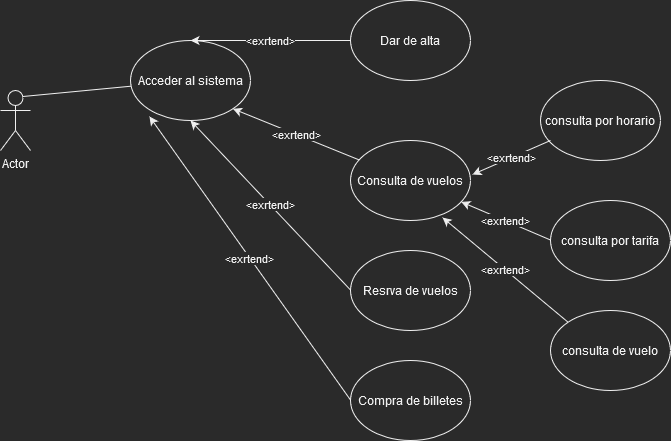 <exrtend>
Dar de alta
Acceder al sistema
consulta por horario
<exrtend>
<exrtend>
Actor
Consulta de vuelos
<exrtend>
<exrtend>
consulta por tarifa
<exrtend>
<exrtend>
Resrva de vuelos
consulta de vuelo
Compra de billetes